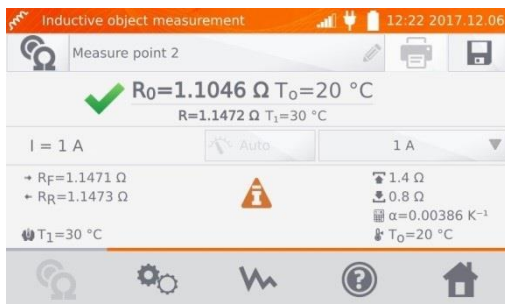 Inductive object measurement 12:22 2017.12.06
Measure point 2
R0=1.1046 Ω To=20 °C
R=1.1472 Ω T1=30 °C
I = 1 A Auto 1 A
RF=1.1471 Ω 1.4 Ω
RR=1.1473 Ω 0.8 Ω
α=0.00386 K⁻¹
T1=30 °C To=20 °C